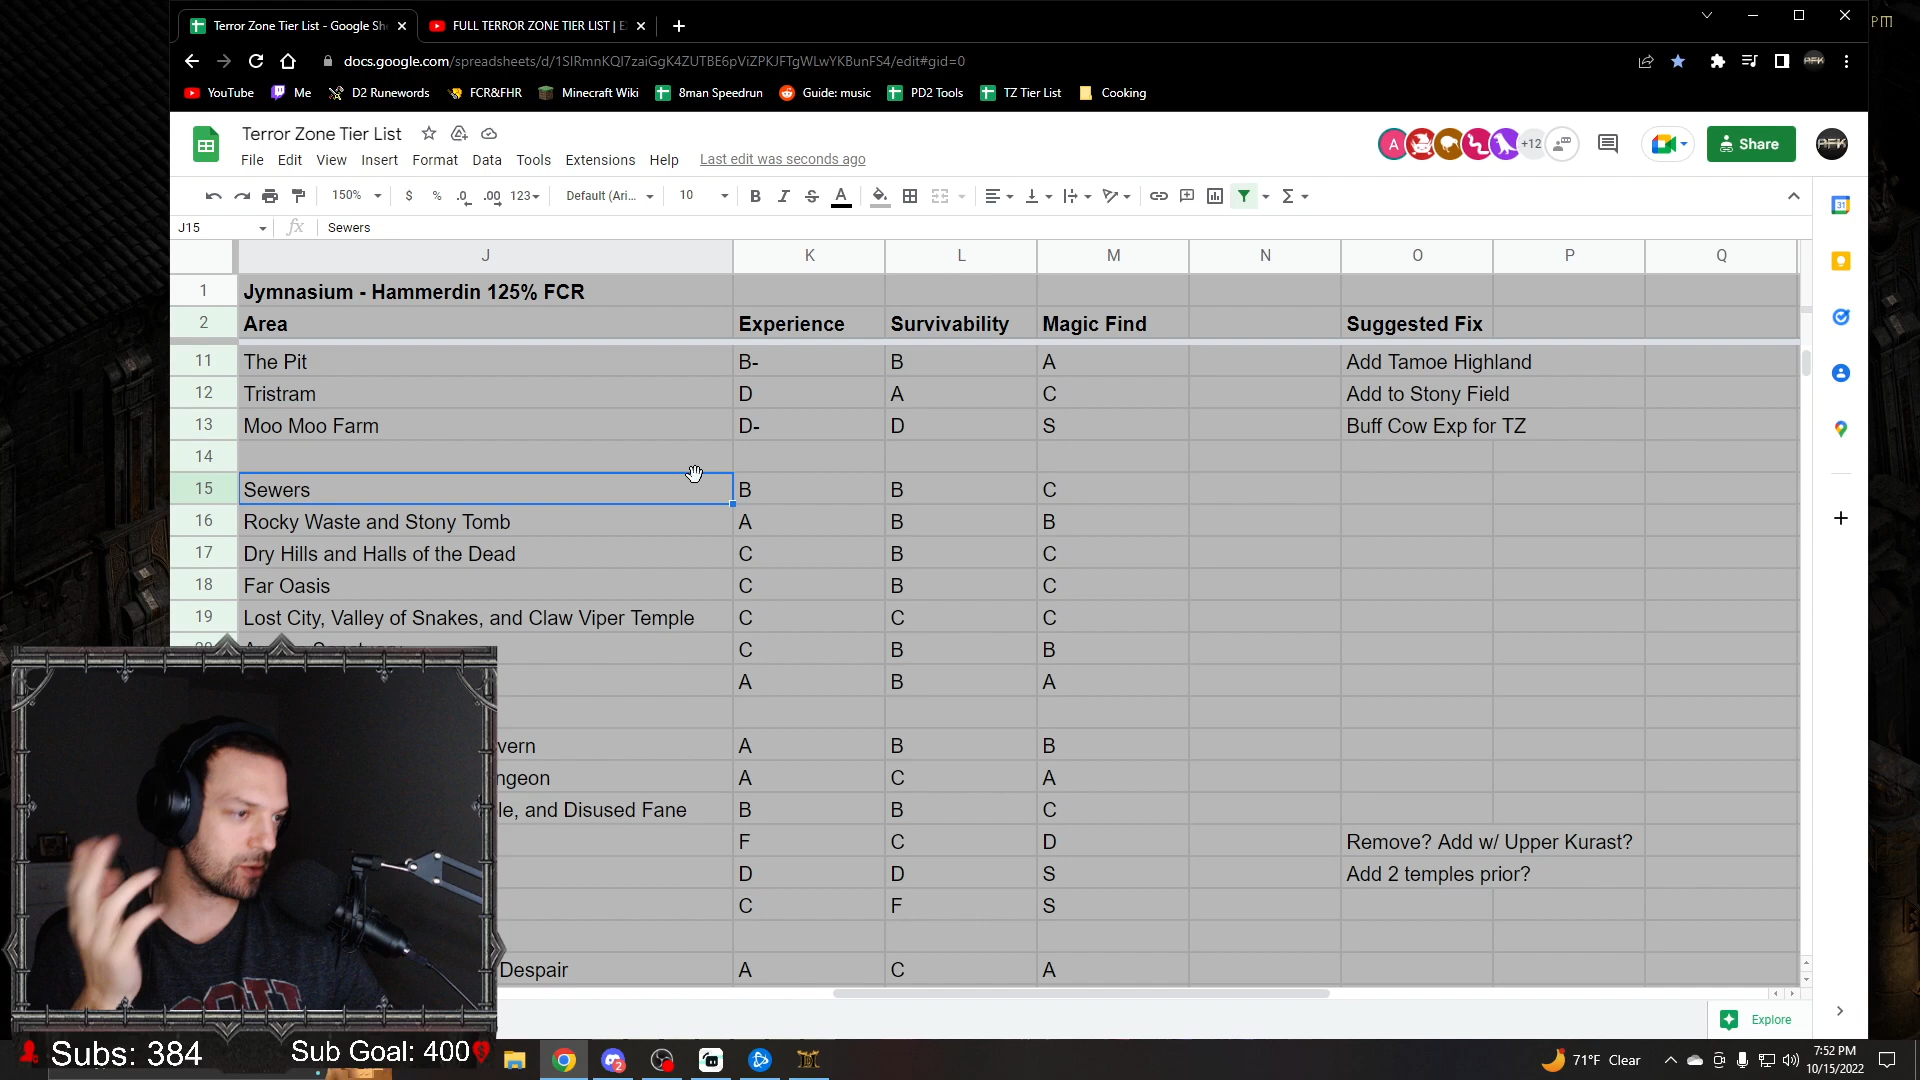 Terror Zone Tier List - Google She
FULL TERROR ZONE TIER LIST | E
docs.google.com/spreadsheets/d/1SlRmnKQl7zaiGgK4ZUTBE6pViZPKJFTgWLwYKBunFS4/edit#gid=0
YouTube Me D2 Runewords FCR&FHR Minecraft Wiki 8man Speedrun Guide: music PD2 Tools TZ Tier List Cooking
Terror Zone Tier List
File Edit View Insert Format Data Tools Extensions Help Last edit was seconds ago
A +12 Share AFK
150% $ % .0 .00 123 Default (Ari... 10 B I S A
J15 fx Sewers
J K L M N O P Q
1 Jymnasium - Hammerdin 125% FCR
2 Area Experience Survivability Magic Find Suggested Fix
11 The Pit B- B A Add Tamoe Highland
12 Tristram D A C Add to Stony Field
13 Moo Moo Farm D- D S Buff Cow Exp for TZ
14
15 Sewers B B C
16 Rocky Waste and Stony Tomb A B B
17 Dry Hills and Halls of the Dead C B C
18 Far Oasis C B C
19 Lost City, Valley of Snakes, and Claw Viper Temple C C C
C B B
A B A
vern A B B
ngeon A C A
le, and Disused Fane B B C
F C D Remove? Add w/ Upper Kurast?
D D S Add 2 temples prior?
C F S
Despair A C A
Explore
Subs: 384 Sub Goal: 400
71°F Clear
7:52 PM
10/15/2022
PM